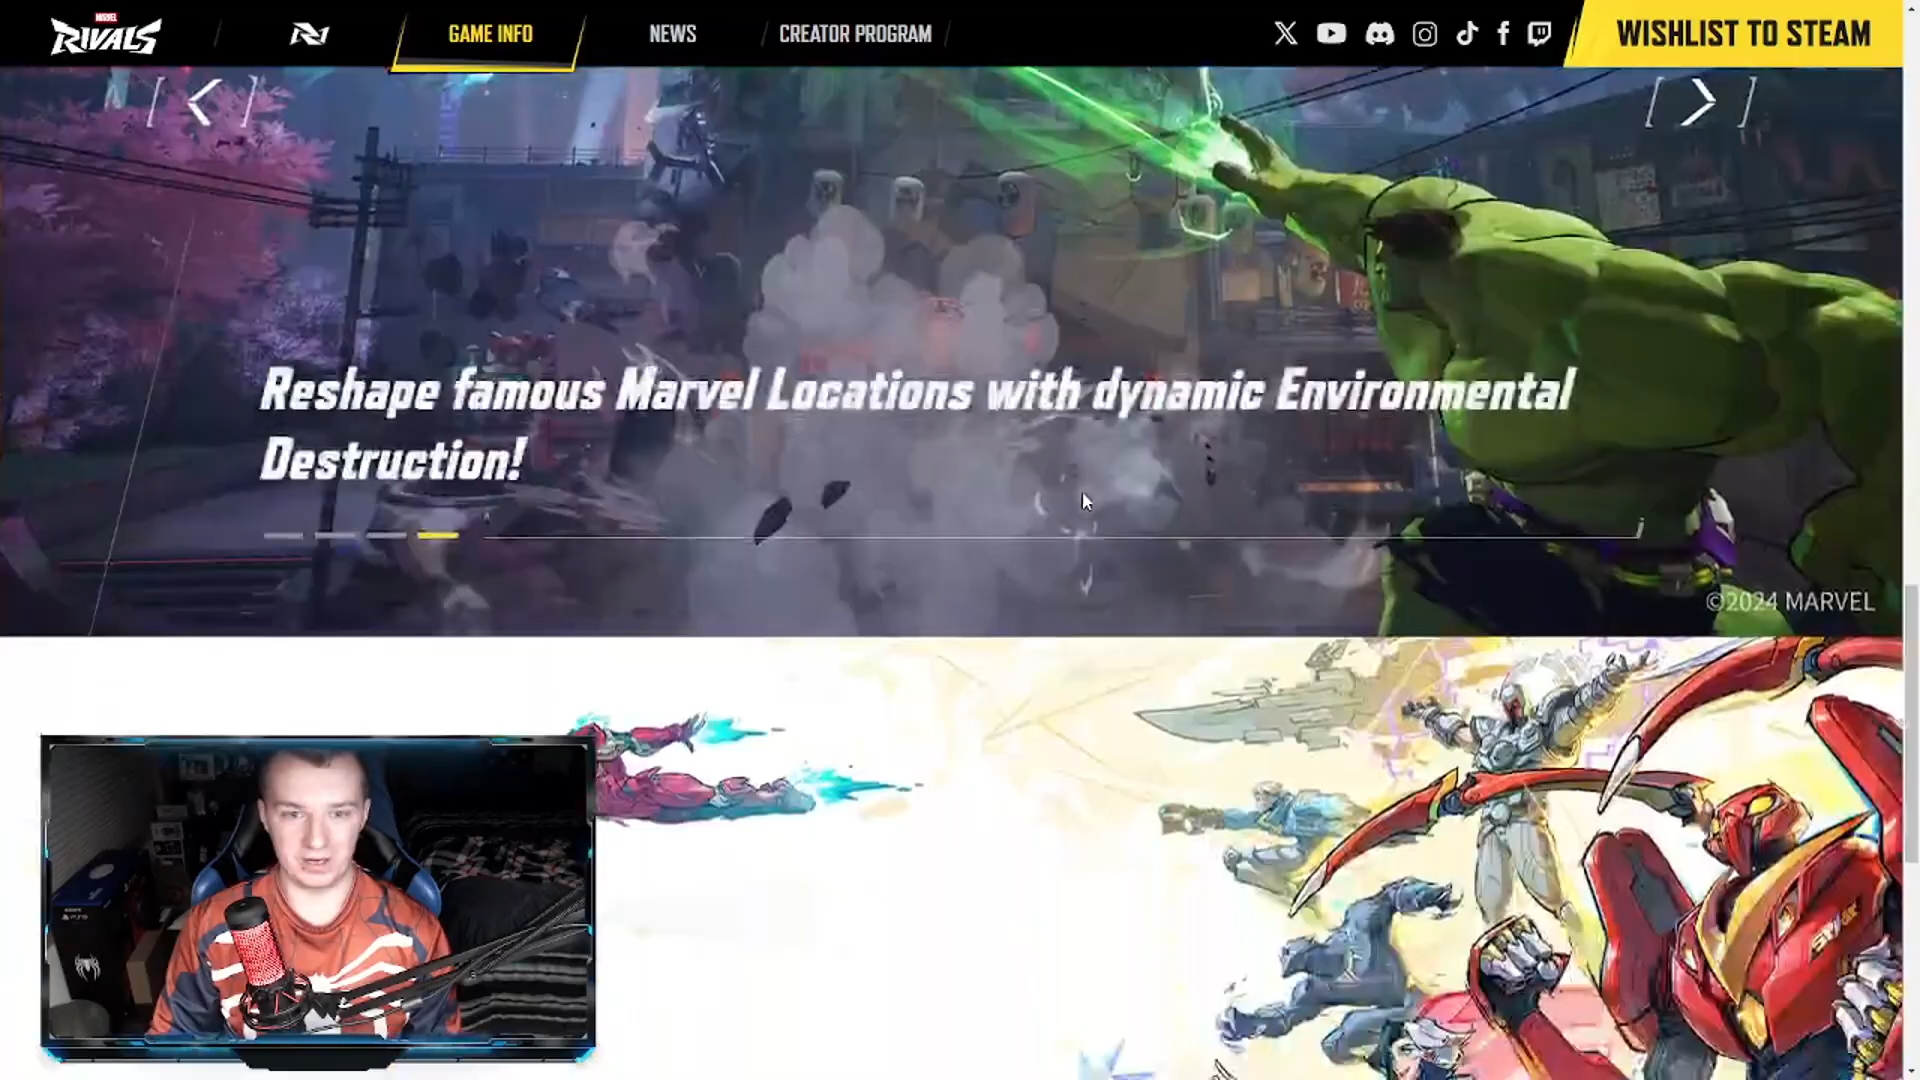 MARVEL
RIVALS
GAME INFO
NEWS
CREATOR PROGRAM
WISHLIST TO STEAM
Reshape famous Marvel Locations with dynamic Environmental
Destruction!
©2024 MARVEL